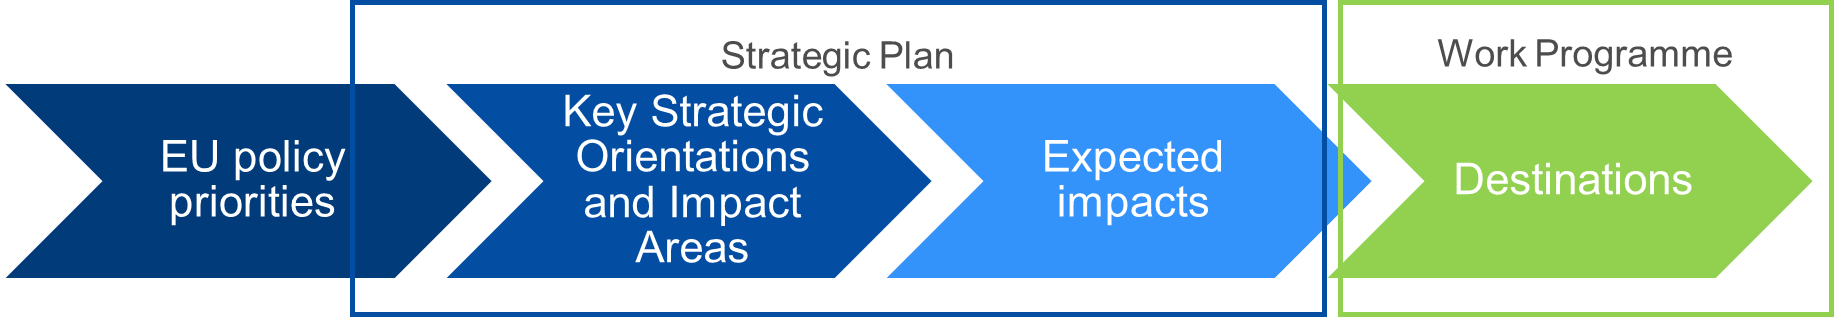 Strategic Plan
Work Programme
EU policy
priorities
Key Strategic
Orientations
and Impact
Areas
Expected
impacts
Destinations